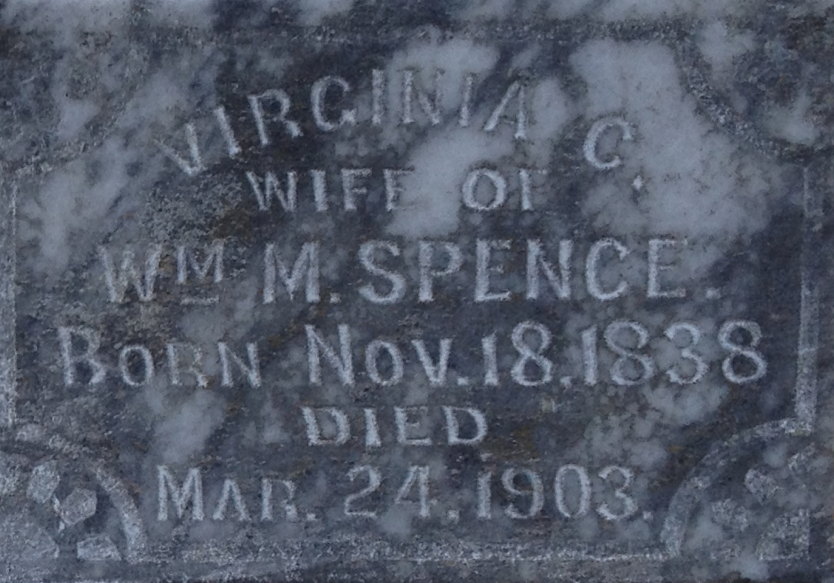 VIRGINIA C.
WIFE OF
WM M. SPENCE.
BORN NOV. 18, 1838
DIED
MAR. 24, 1903.